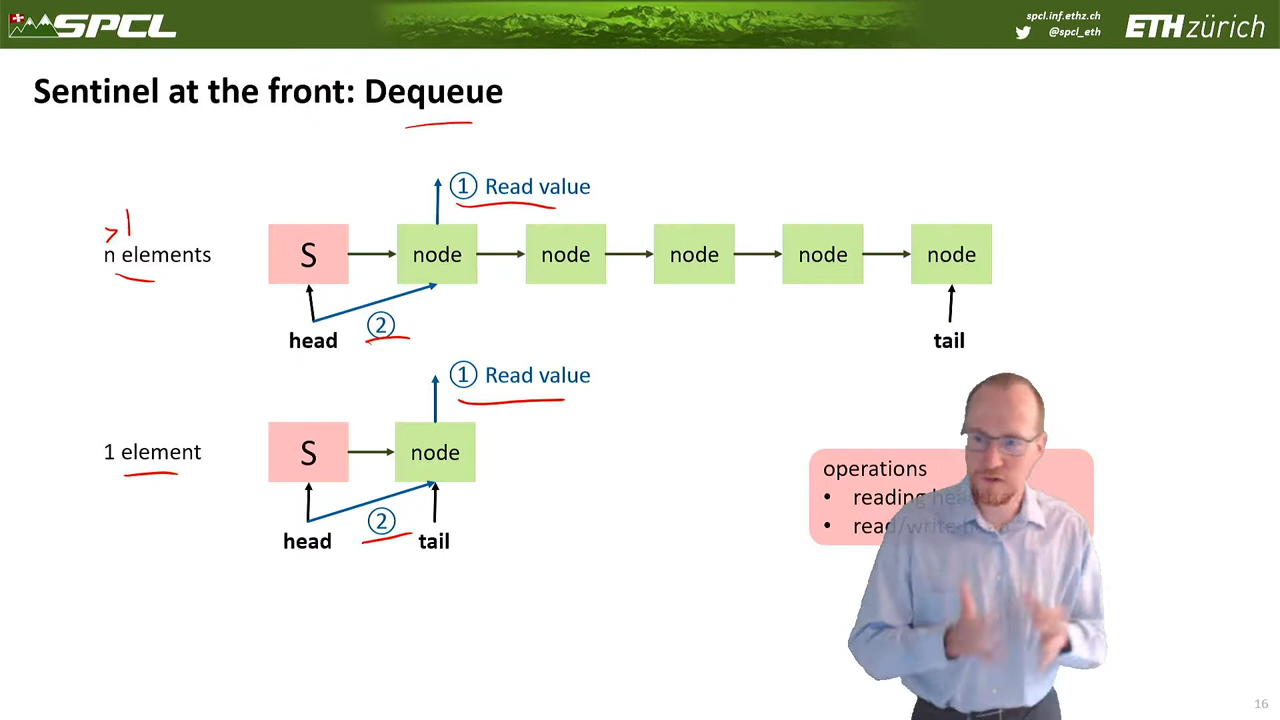 SPCL
spcl.inf.ethz.ch
@spcl_eth
ETH zürich
Sentinel at the front: Dequeue
① Read value
> 1
n elements
S
node
node
node
node
node
②
head
tail
① Read value
1 element
S
node
②
head
tail
operations
• reading
• read/write
16